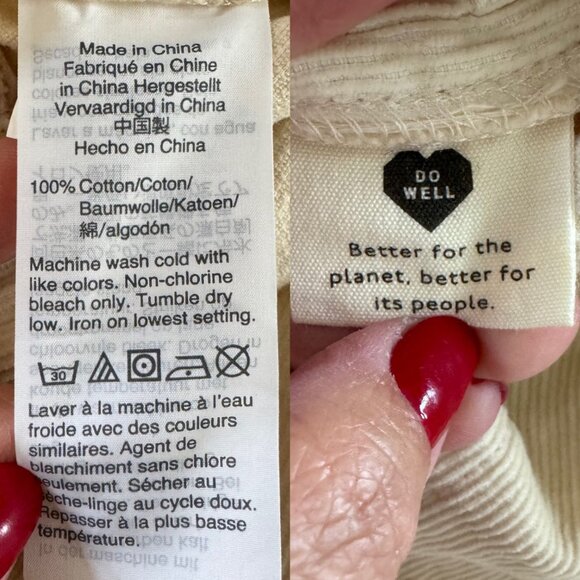 Made in China
Fabriqué en Chine
in China Hergestellt
Vervaardigd in China
中国製
Hecho en China
100% Cotton/Coton/
Baumwolle/Katoen/
綿/algodón
Machine wash cold with
like colors. Non-chlorine
bleach only. Tumble dry
low. Iron on lowest setting.
30
Laver à la machine à l'eau
froide avec des couleurs
similaires. Agent de
blanchiment sans chlore
seulement. Sécher au
sèche-linge au cycle doux.
Repasser à la plus basse
température.
DO
WELL
Better for the
planet, better for
its people.